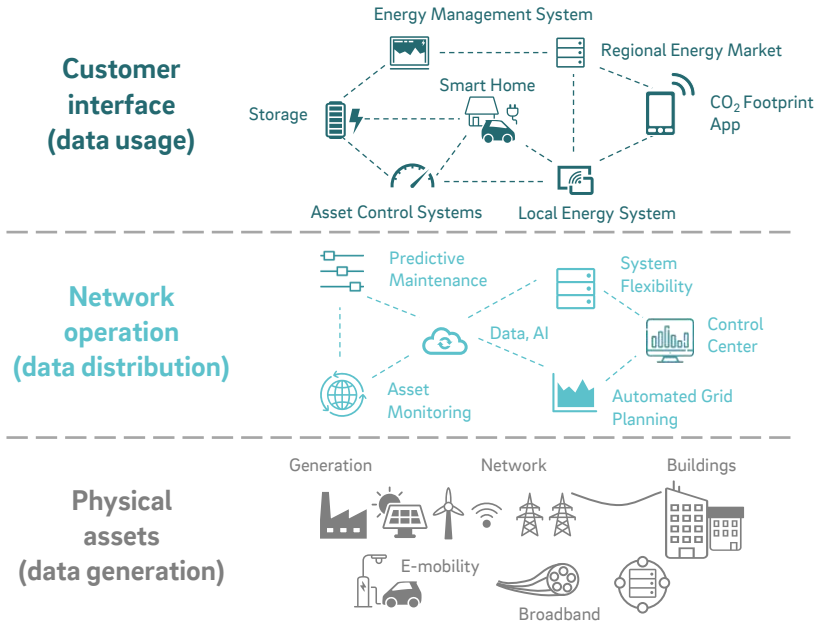 Customer
interface
(data usage)
Energy Management System
Regional Energy Market
Smart Home
Storage
CO₂ Footprint
App
Asset Control Systems
Local Energy System
Network
operation
(data distribution)
Predictive
Maintenance
System
Flexibility
Data, AI
Control
Center
Asset
Monitoring
Automated Grid
Planning
Physical
assets
(data generation)
Generation
Network
Buildings
E-mobility
Broadband